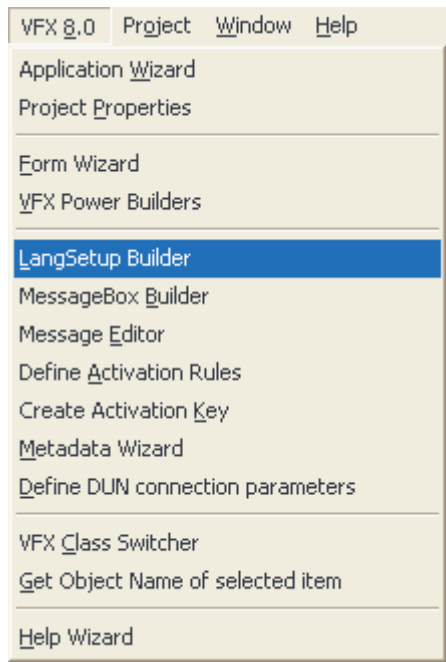 VFX 8.0 Project Window Help
Application Wizard
Project Properties
Form Wizard
VFX Power Builders
LangSetup Builder
MessageBox Builder
Message Editor
Define Activation Rules
Create Activation Key
Metadata Wizard
Define DUN connection parameters
VFX Class Switcher
Get Object Name of selected item
Help Wizard